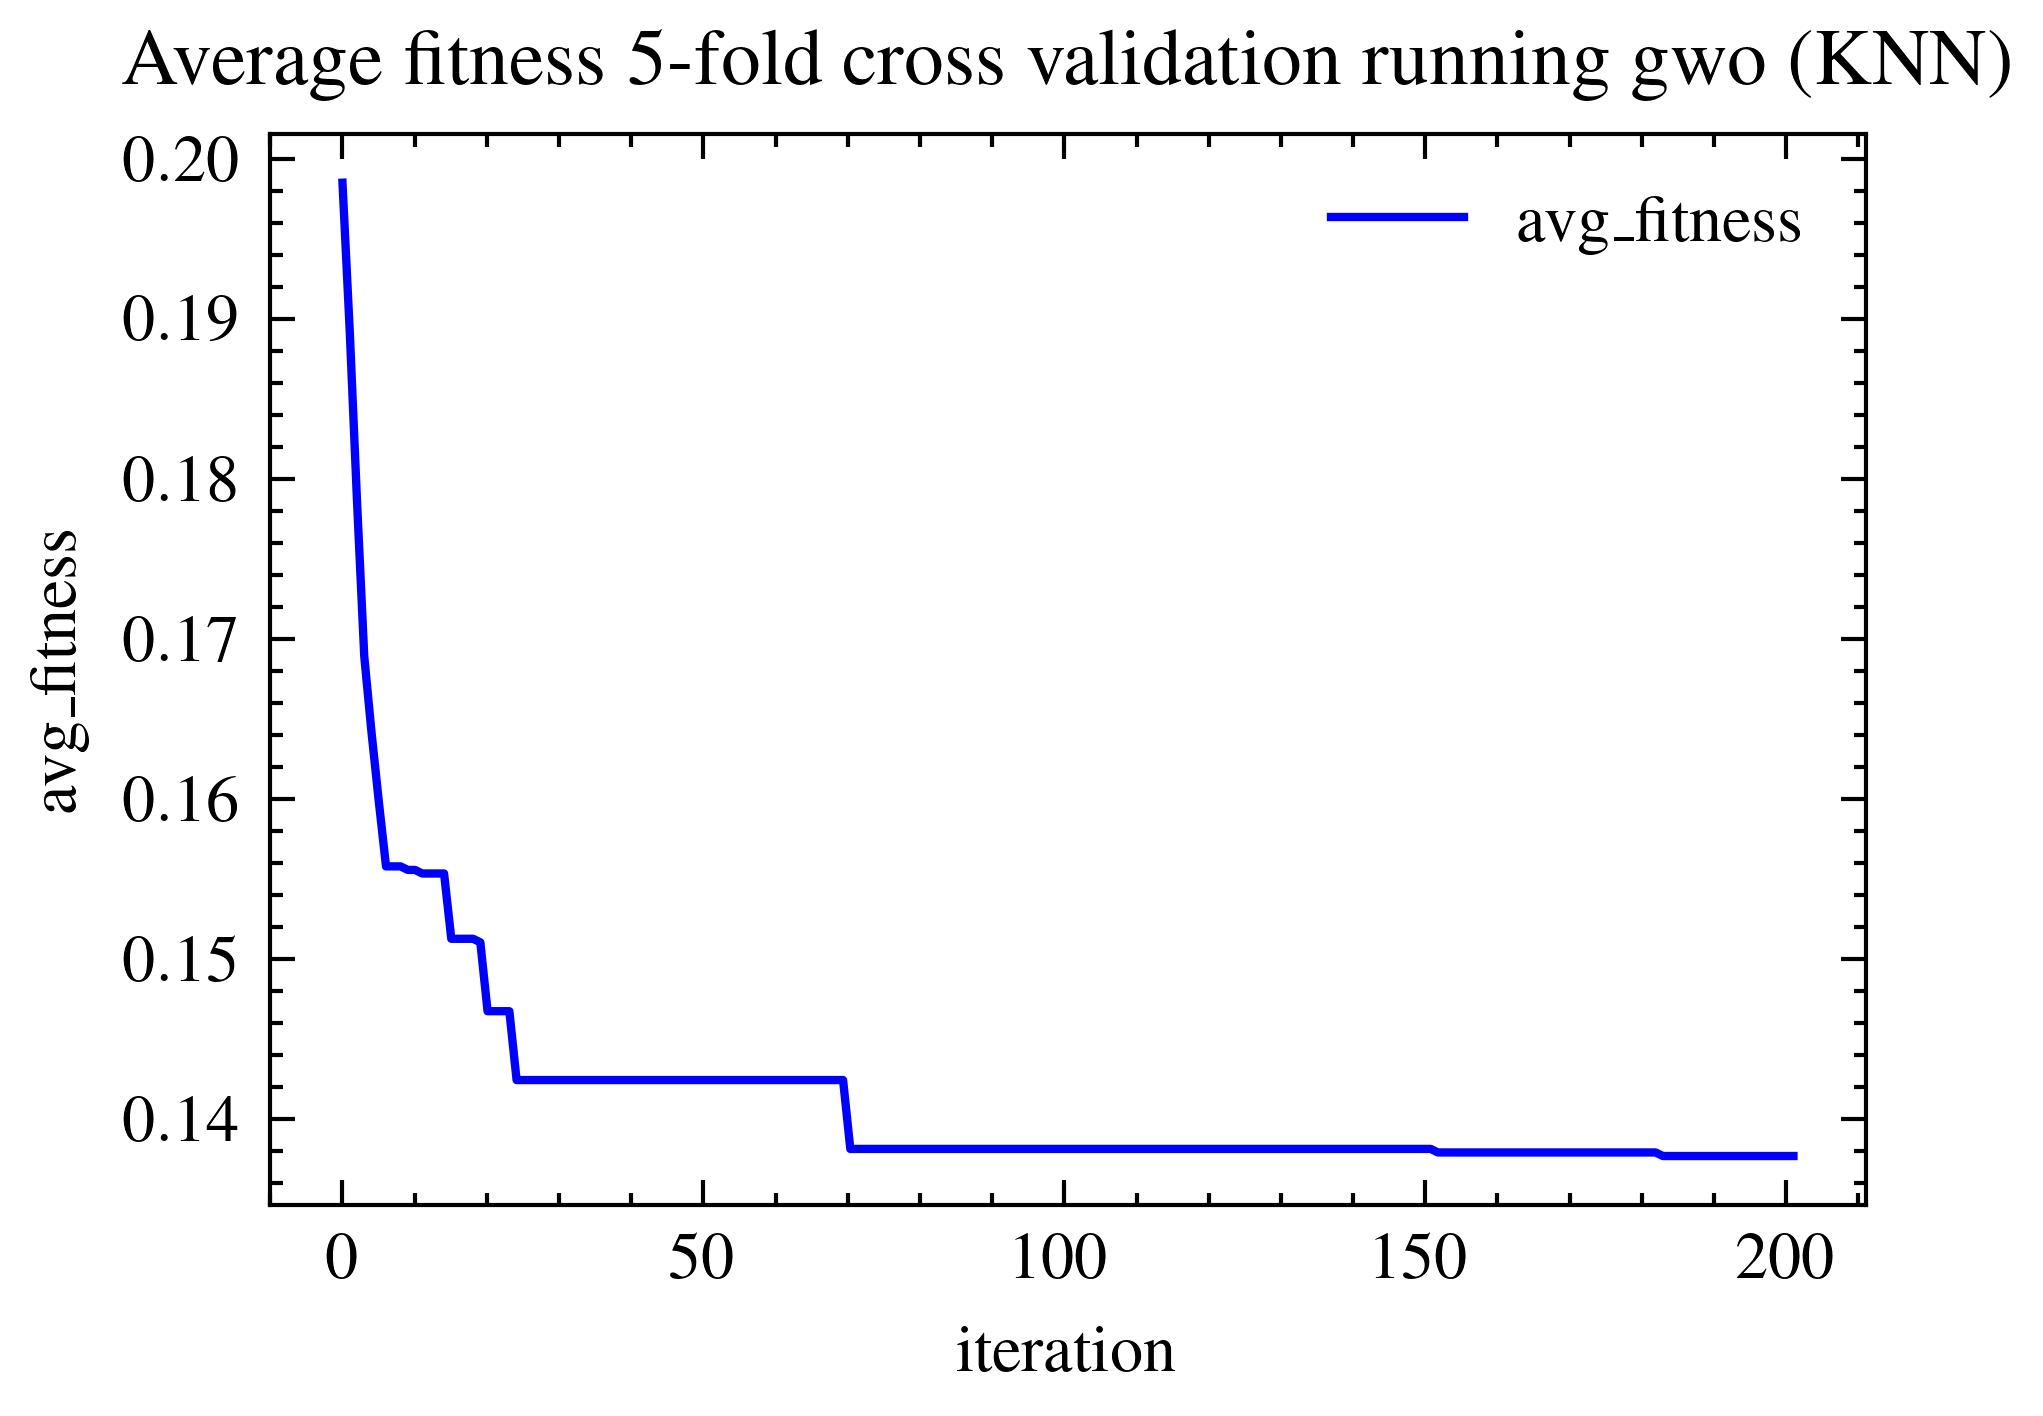 Average fitness 5-fold cross validation running gwo (KNN)
0.20
0.19
0.18
0.17
0.16
0.15
0.14
avg_fitness
avg_fitness
0 50 100 150 200
iteration